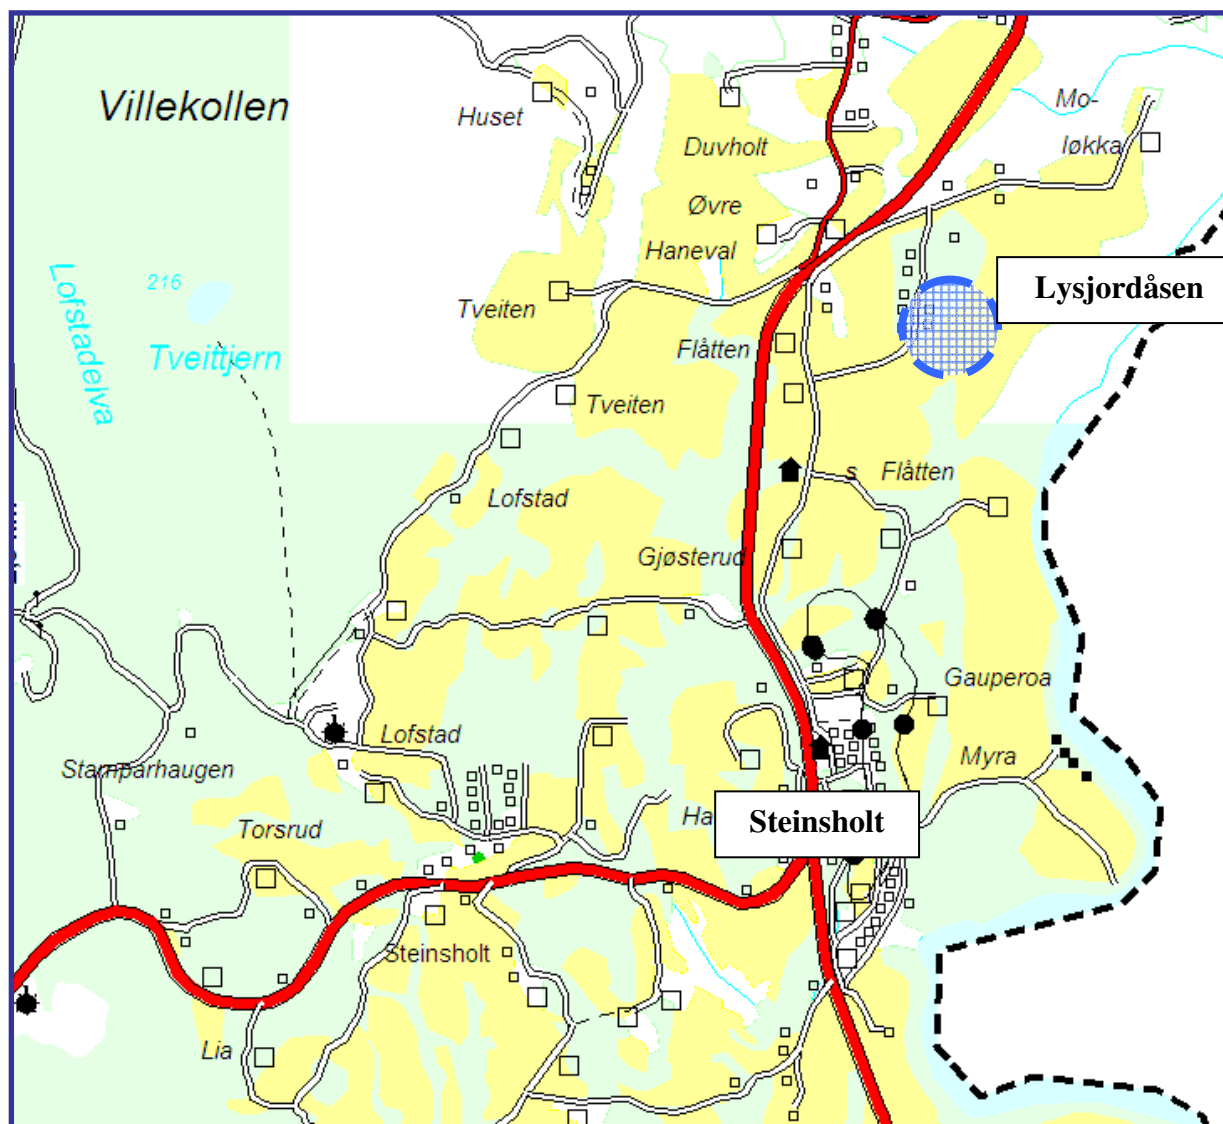 Villekollen
Huset
Mo-
løkka
Duvholt
Øvre
Haneval
Lofstadelva
216
Tveittjern
Tveiten
Flåtten
Lysjordåsen
Tveiten
Lofstad
s Flåtten
Gjøsterud
Gauperoa
Lofstad
Stamparhaugen
Myra
Torsrud
Ha
Steinsholt
Steinsholt
Lia